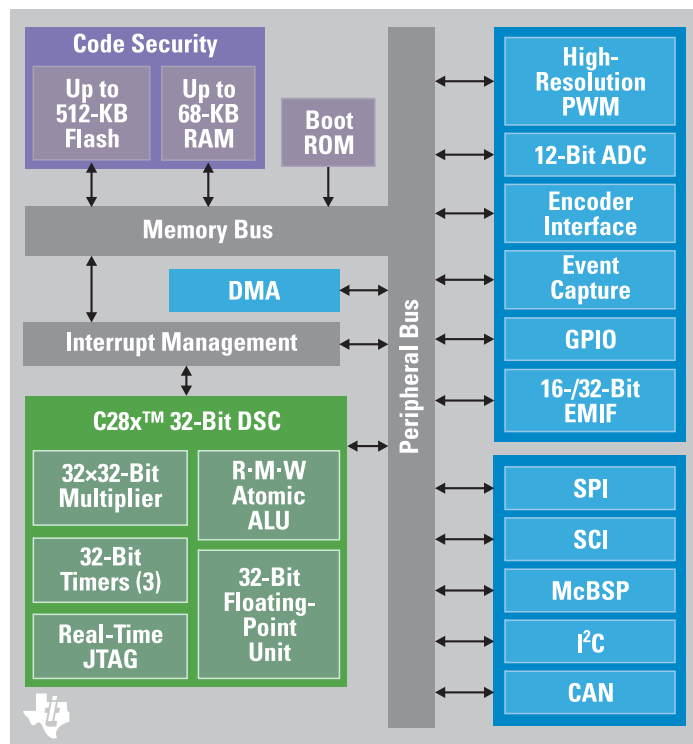 Code Security
Up to
512-KB
Flash
Up to
68-KB
RAM
Boot
ROM
Memory Bus
DMA
Interrupt Management
C28x™ 32-Bit DSC
32×32-Bit
Multiplier
R·M·W
Atomic
ALU
32-Bit
Timers (3)
32-Bit
Floating-
Point
Unit
Real-Time
JTAG
Peripheral Bus
High-
Resolution
PWM
12-Bit ADC
Encoder
Interface
Event
Capture
GPIO
16-/32-Bit
EMIF
SPI
SCI
McBSP
I²C
CAN